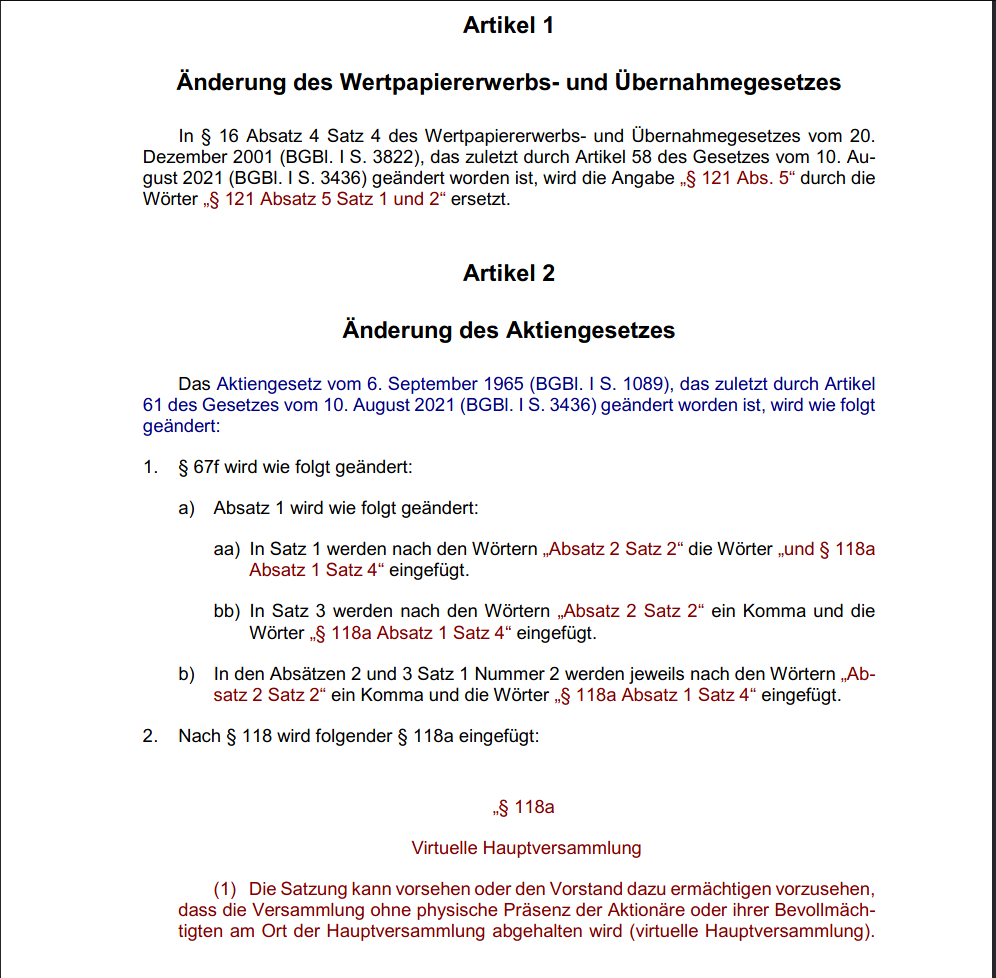 Artikel 1
Änderung des Wertpapiererwerbs- und Übernahmegesetzes
In § 16 Absatz 4 Satz 4 des Wertpapiererwerbs- und Übernahmegesetzes vom 20.
Dezember 2001 (BGBl. I S. 3822), das zuletzt durch Artikel 58 des Gesetzes vom 10. Au-
gust 2021 (BGBl. I S. 3436) geändert worden ist, wird die Angabe „§ 121 Abs. 5“ durch die
Wörter „§ 121 Absatz 5 Satz 1 und 2“ ersetzt.
Artikel 2
Änderung des Aktiengesetzes
Das Aktiengesetz vom 6. September 1965 (BGBl. I S. 1089), das zuletzt durch Artikel
61 des Gesetzes vom 10. August 2021 (BGBl. I S. 3436) geändert worden ist, wird wie folgt
geändert:
1. § 67f wird wie folgt geändert:
a) Absatz 1 wird wie folgt geändert:
aa) In Satz 1 werden nach den Wörtern „Absatz 2 Satz 2“ die Wörter „und § 118a
Absatz 1 Satz 4“ eingefügt.
bb) In Satz 3 werden nach den Wörtern „Absatz 2 Satz 2“ ein Komma und die
Wörter „§ 118a Absatz 1 Satz 4“ eingefügt.
b) In den Absätzen 2 und 3 Satz 1 Nummer 2 werden jeweils nach den Wörtern „Ab-
satz 2 Satz 2“ ein Komma und die Wörter „§ 118a Absatz 1 Satz 4“ eingefügt.
2. Nach § 118 wird folgender § 118a eingefügt:
„§ 118a
Virtuelle Hauptversammlung
(1) Die Satzung kann vorsehen oder den Vorstand dazu ermächtigen vorzusehen,
dass die Versammlung ohne physische Präsenz der Aktionäre oder ihrer Bevollmäch-
tigten am Ort der Hauptversammlung abgehalten wird (virtuelle Hauptversammlung).